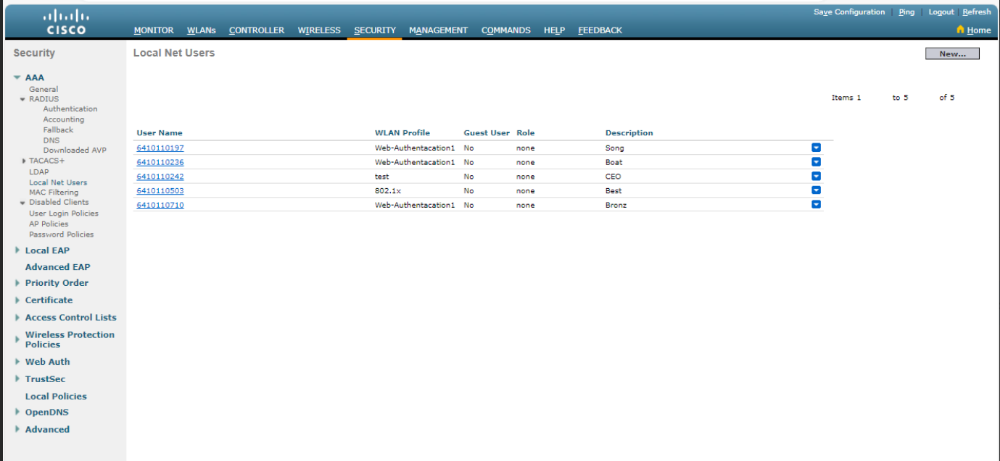 Save Configuration | Ping | Logout | Refresh
CISCO
MONITOR WLANs CONTROLLER WIRELESS SECURITY MANAGEMENT COMMANDS HELP FEEDBACK
Home
Security
AAA
General
RADIUS
Authentication
Accounting
Fallback
DNS
Downloaded AVP
TACACS+
LDAP
Local Net Users
MAC Filtering
Disabled Clients
User Login Policies
AP Policies
Password Policies
Local EAP
Advanced EAP
Priority Order
Certificate
Access Control Lists
Wireless Protection
Policies
Web Auth
TrustSec
Local Policies
OpenDNS
Advanced
Local Net Users
New...
Items 1 to 5 of 5
User Name WLAN Profile Guest User Role Description
6410110197 Web-Authentacation1 No none Song
6410110236 Web-Authentacation1 No none Boat
6410110242 test No none CEO
6410110503 802.1x No none Best
6410110710 Web-Authentacation1 No none Bronz